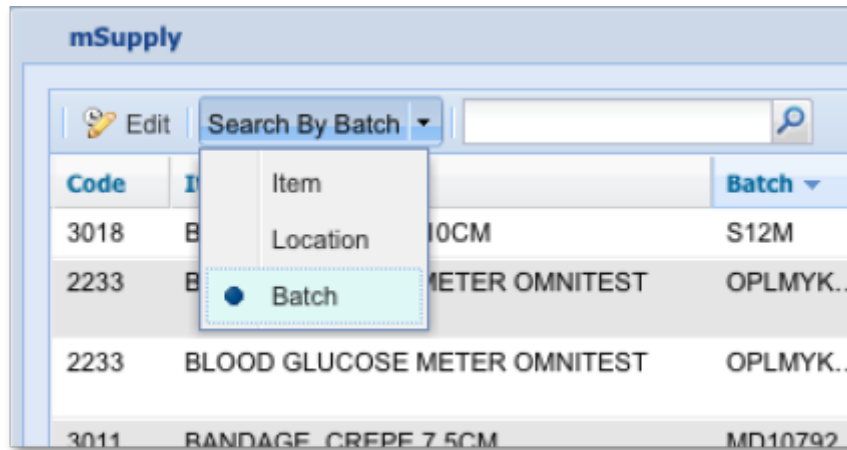 mSupply
Edit Search By Batch
Code Batch
Item
3018 10CM S12M
Location
2233 METER OMNITEST OPLMYK..
Batch
2233 BLOOD GLUCOSE METER OMNITEST OPLMYK..
3011 BANDAGE CREPE 7.5CM MD10792